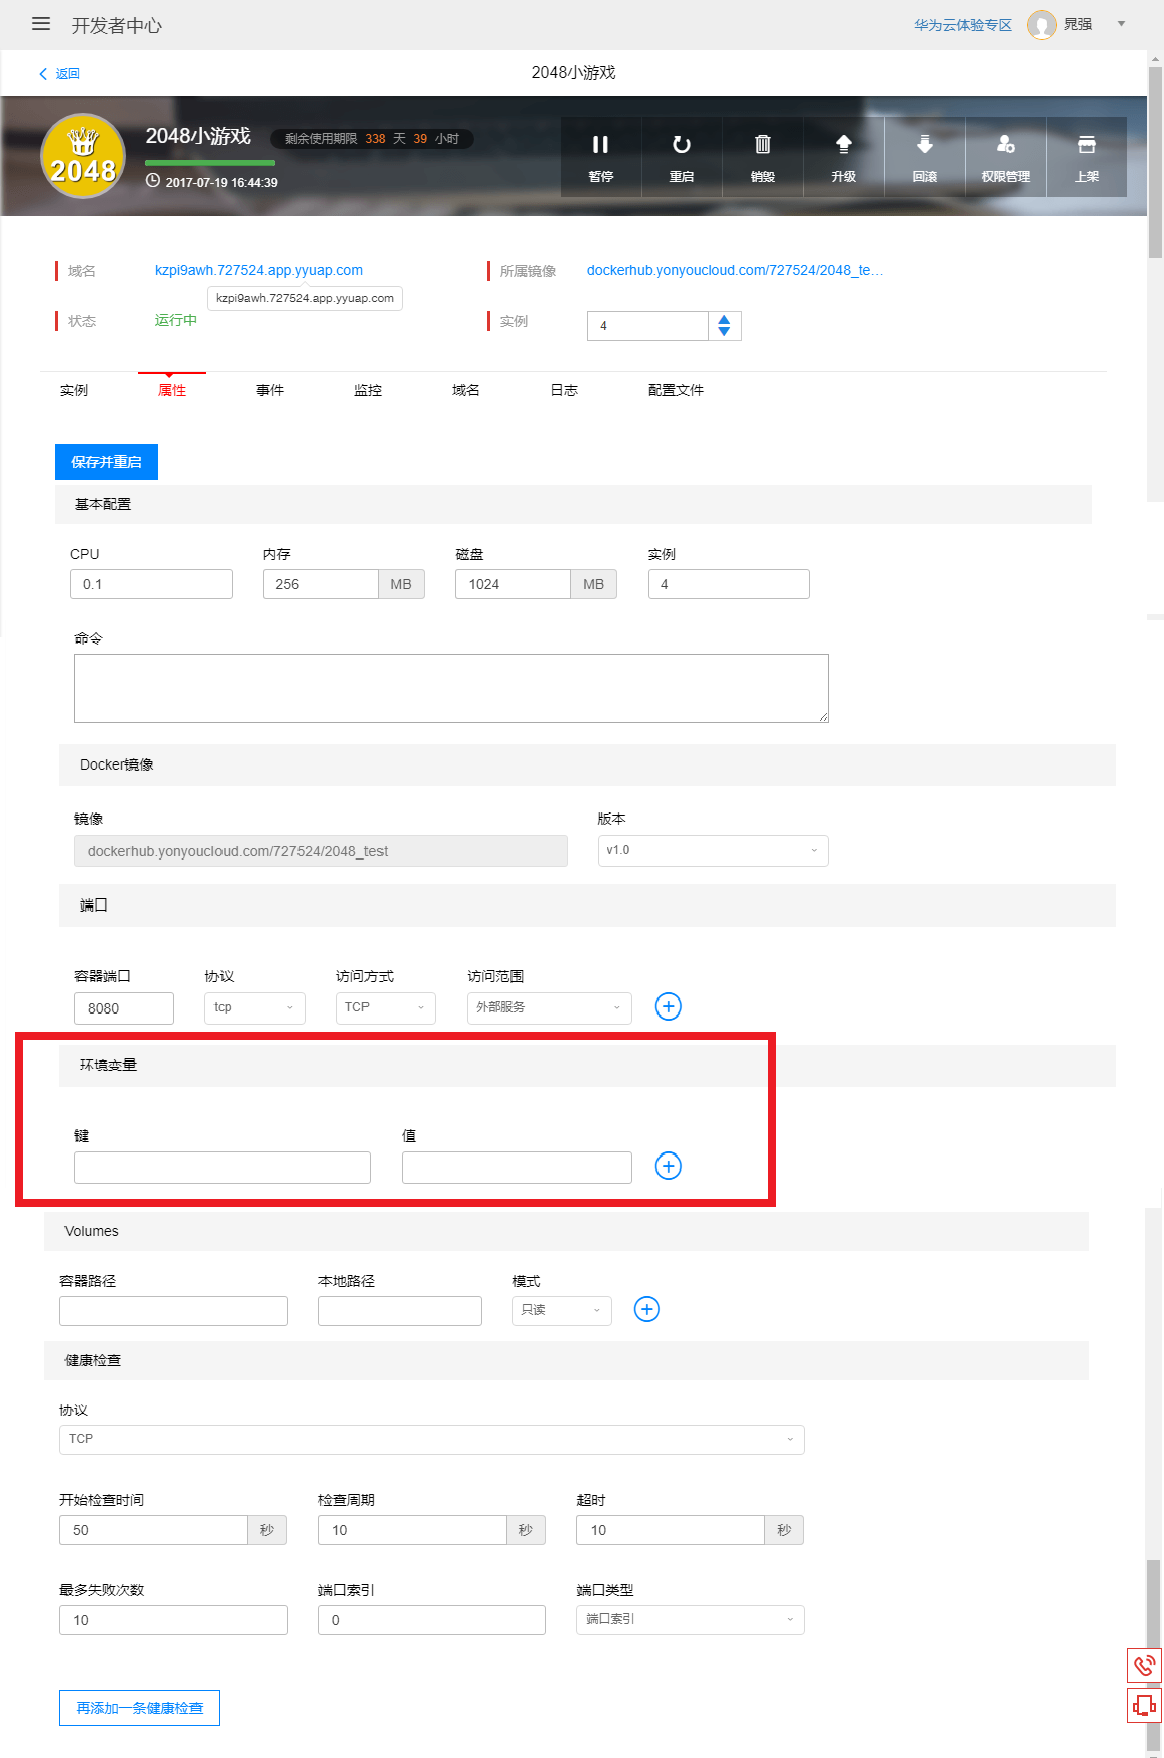 开发者中心
华为云体验专区 晁强
返回
2048小游戏
2048
2048小游戏 剩余使用期限 338 天 39 小时
2017-07-19 16:44:39
暂停 重启 销毁 升级 回滚 权限管理 上架
域名 kzpi9awh.727524.app.yyuap.com 所属镜像 dockerhub.yonyoucloud.com/727524/2048_te...
kzpi9awh.727524.app.yyuap.com
状态 运行中 实例 4
实例 属性 事件 监控 域名 日志 配置文件
保存并重启
基本配置
CPU 内存 磁盘 实例
0.1 256 MB 1024 MB 4
命令
Docker镜像
镜像 版本
dockerhub.yonyoucloud.com/727524/2048_test v1.0
端口
容器端口 协议 访问方式 访问范围
8080 tcp TCP 外部服务
环境变量
键 值
Volumes
容器路径 本地路径 模式
只读
健康检查
协议
TCP
开始检查时间 检查周期 超时
50 秒 10 秒 10 秒
最多失败次数 端口索引 端口类型
10 0 端口索引
再添加一条健康检查